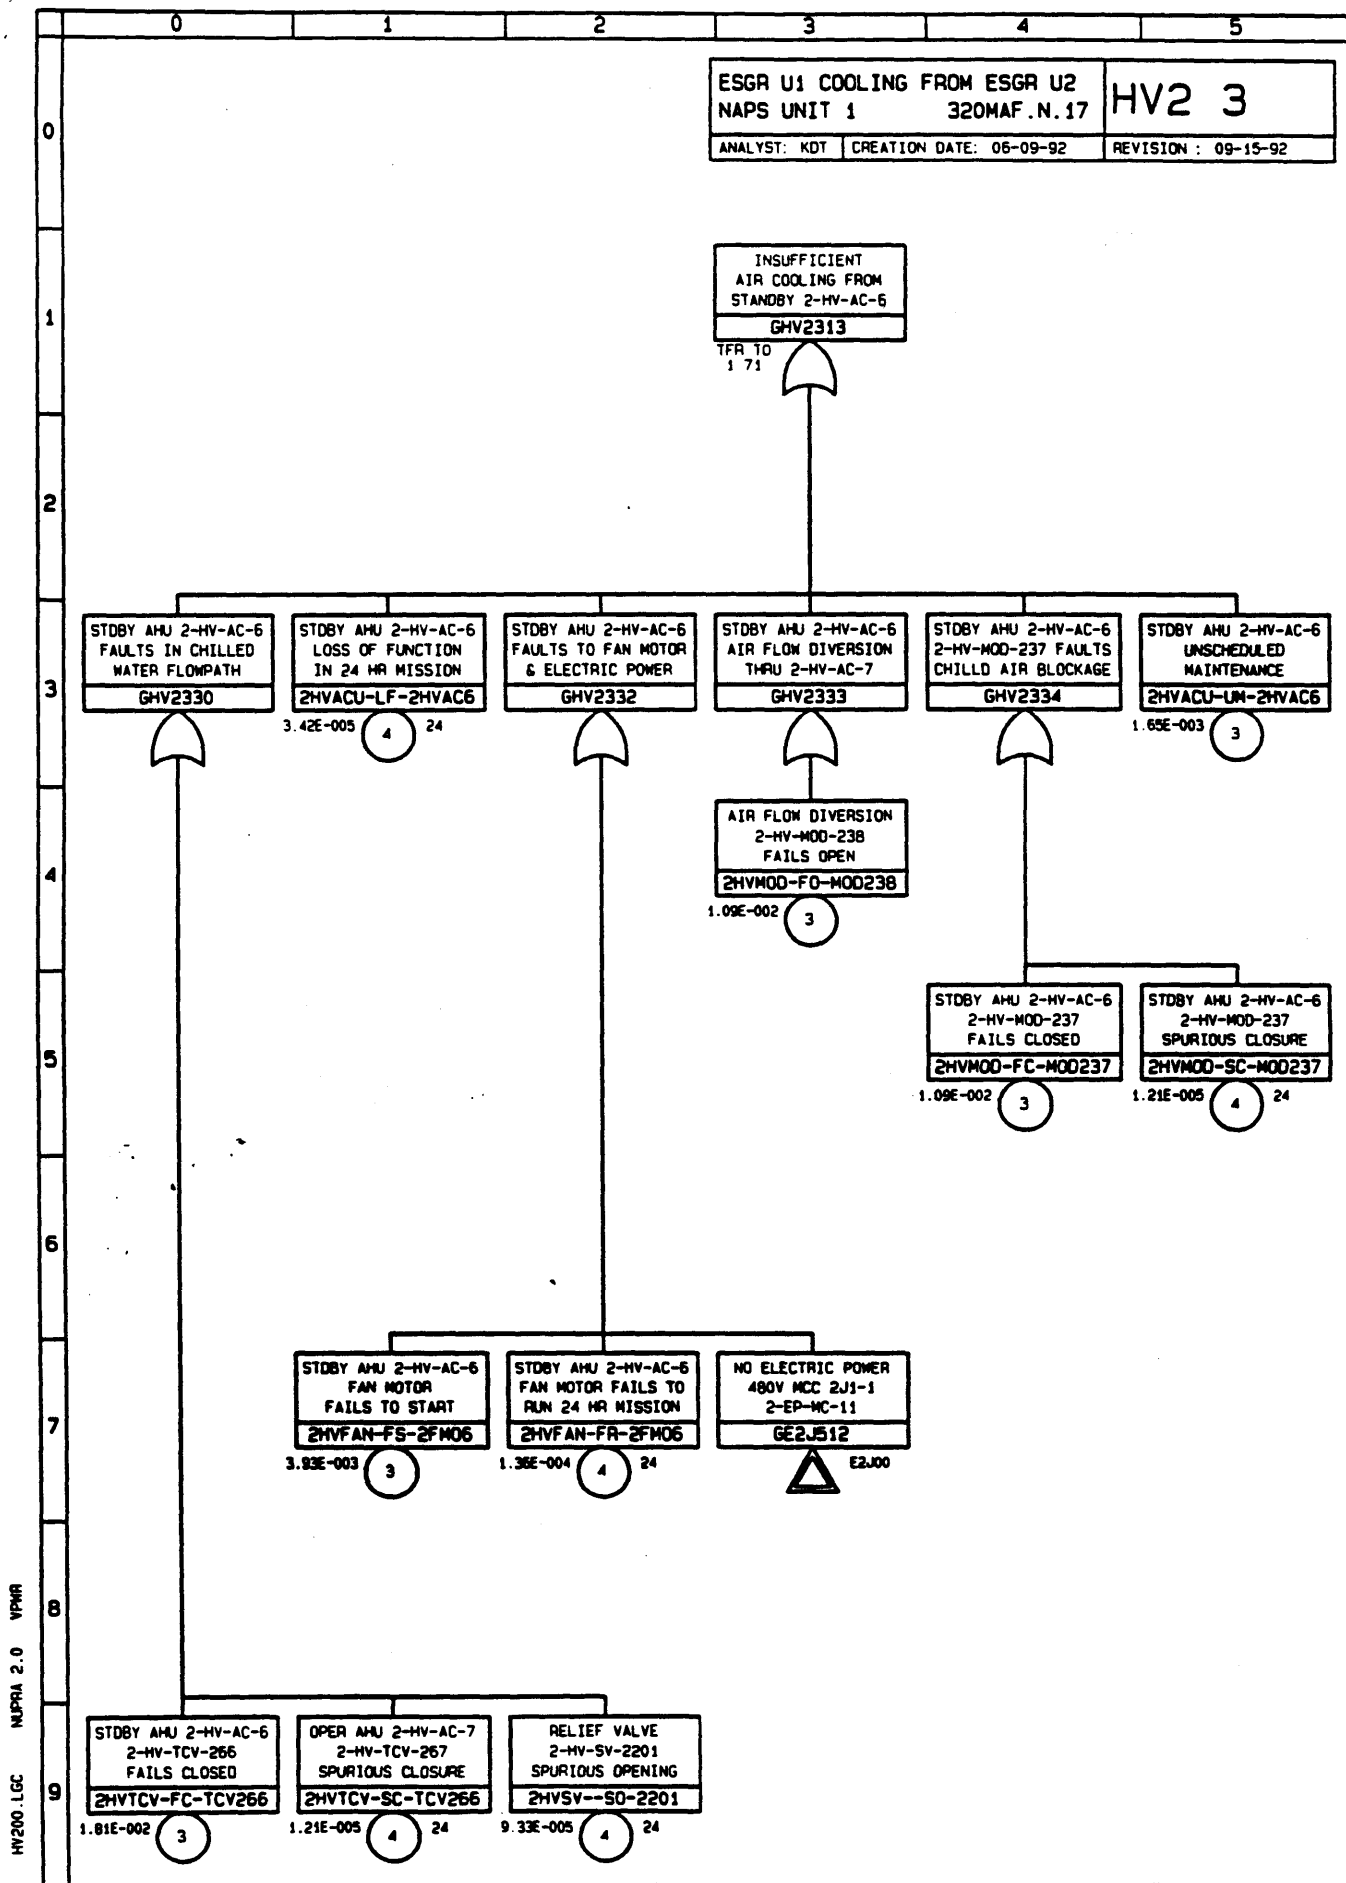 0 1 2 3 4 5
ESGR U1 COOLING FROM ESGR U2
NAPS UNIT 1 320MAF.N.17
HV2 3
ANALYST: KDT CREATION DATE: 06-09-92 REVISION : 09-15-92
0
INSUFFICIENT
AIR COOLING FROM
STANDBY 2-HV-AC-6
GHV2313
TFR TO
1 71
1
2
3
STDBY AHU 2-HV-AC-6
FAULTS IN CHILLED
WATER FLOWPATH
GHV2330
STDBY AHU 2-HV-AC-6
LOSS OF FUNCTION
IN 24 HR MISSION
2HVACU-LF-2HVAC6
3.42E-005 4 24
STDBY AHU 2-HV-AC-6
FAULTS TO FAN MOTOR
& ELECTRIC POWER
GHV2332
STDBY AHU 2-HV-AC-6
AIR FLOW DIVERSION
THRU 2-HV-AC-7
GHV2333
STDBY AHU 2-HV-AC-6
2-HV-MOD-237 FAULTS
CHILLD AIR BLOCKAGE
GHV2334
STDBY AHU 2-HV-AC-6
UNSCHEDULED
MAINTENANCE
2HVACU-UM-2HVAC6
1.65E-003 3
4
AIR FLOW DIVERSION
2-HV-MOD-238
FAILS OPEN
2HVMOD-FO-MOD238
1.09E-002 3
5
STDBY AHU 2-HV-AC-6
2-HV-MOD-237
FAILS CLOSED
2HVMOD-FC-MOD237
1.09E-002 3
STDBY AHU 2-HV-AC-6
2-HV-MOD-237
SPURIOUS CLOSURE
2HVMOD-SC-MOD237
1.21E-005 4 24
6
7
STDBY AHU 2-HV-AC-6
FAN MOTOR
FAILS TO START
2HVFAN-FS-2FM06
3.93E-003 3
STDBY AHU 2-HV-AC-6
FAN MOTOR FAILS TO
RUN 24 HR MISSION
2HVFAN-FR-2FM06
1.36E-004 4 24
NO ELECTRIC POWER
480V MCC 2J1-1
2-EP-MC-11
GE2J512
E2J00
8
9
STDBY AHU 2-HV-AC-6
2-HV-TCV-266
FAILS CLOSED
2HVTCV-FC-TCV266
1.81E-002 3
OPER AHU 2-HV-AC-7
2-HV-TCV-267
SPURIOUS CLOSURE
2HVTCV-SC-TCV266
1.21E-005 4 24
RELIEF VALVE
2-HV-SV-2201
SPURIOUS OPENING
2HVSV--SO-2201
9.33E-005 4 24
HV200.LGC NUPRA 2.0 VPWR